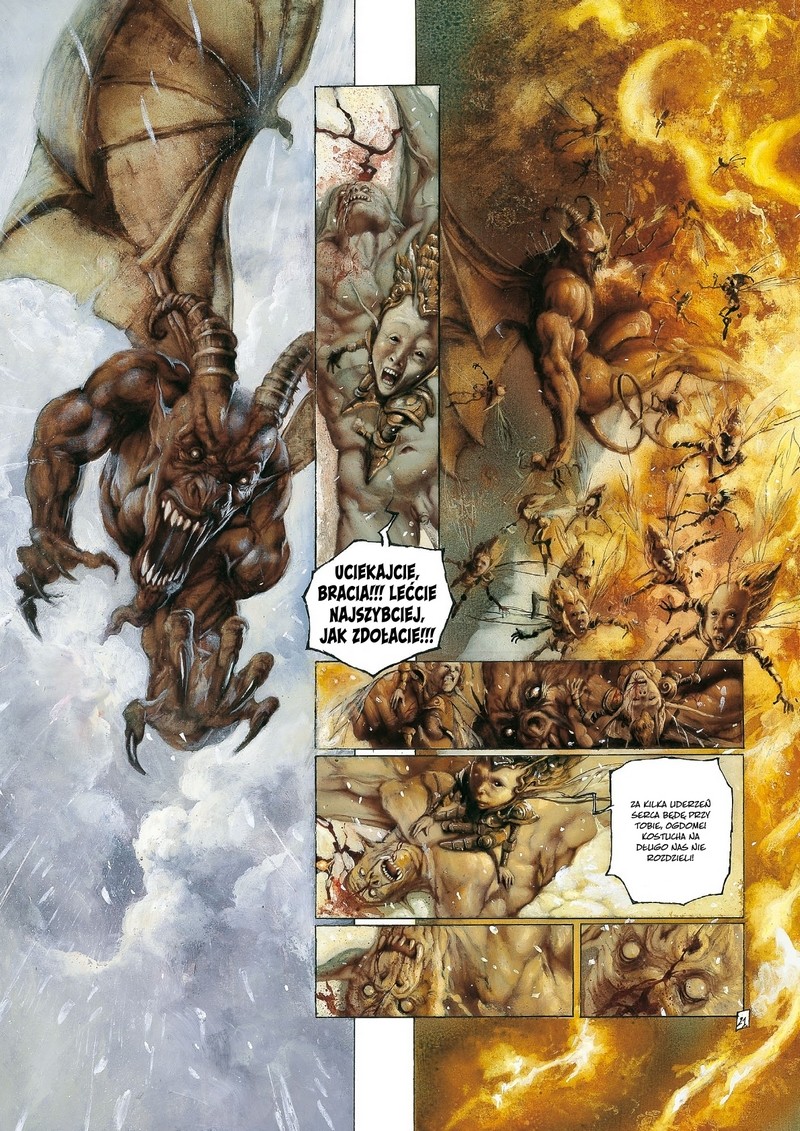 UCIEKAJCIE,
BRACIA!!! LEĆCIE
NAJSZYBCIEJ,
JAK ZDOŁACIE!!!
ZA KILKA UDERZEŃ
SERCA BĘDĘ PRZY
TOBIE, OGDOMEI
KOSTUCHA NA
DŁUGO NAS NIE
ROZDZIELI!
21